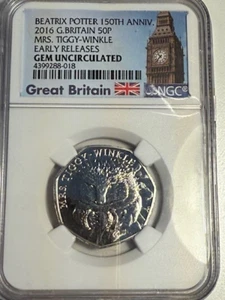 BEATRIX POTTER 150TH ANNIV.
2016 G.BRITAIN 50P
MRS. TIGGY-WINKLE
EARLY RELEASES
GEM UNCIRCULATED
4399288-018
Great Britain
NGC
MRS. TIGGY-WINKLE